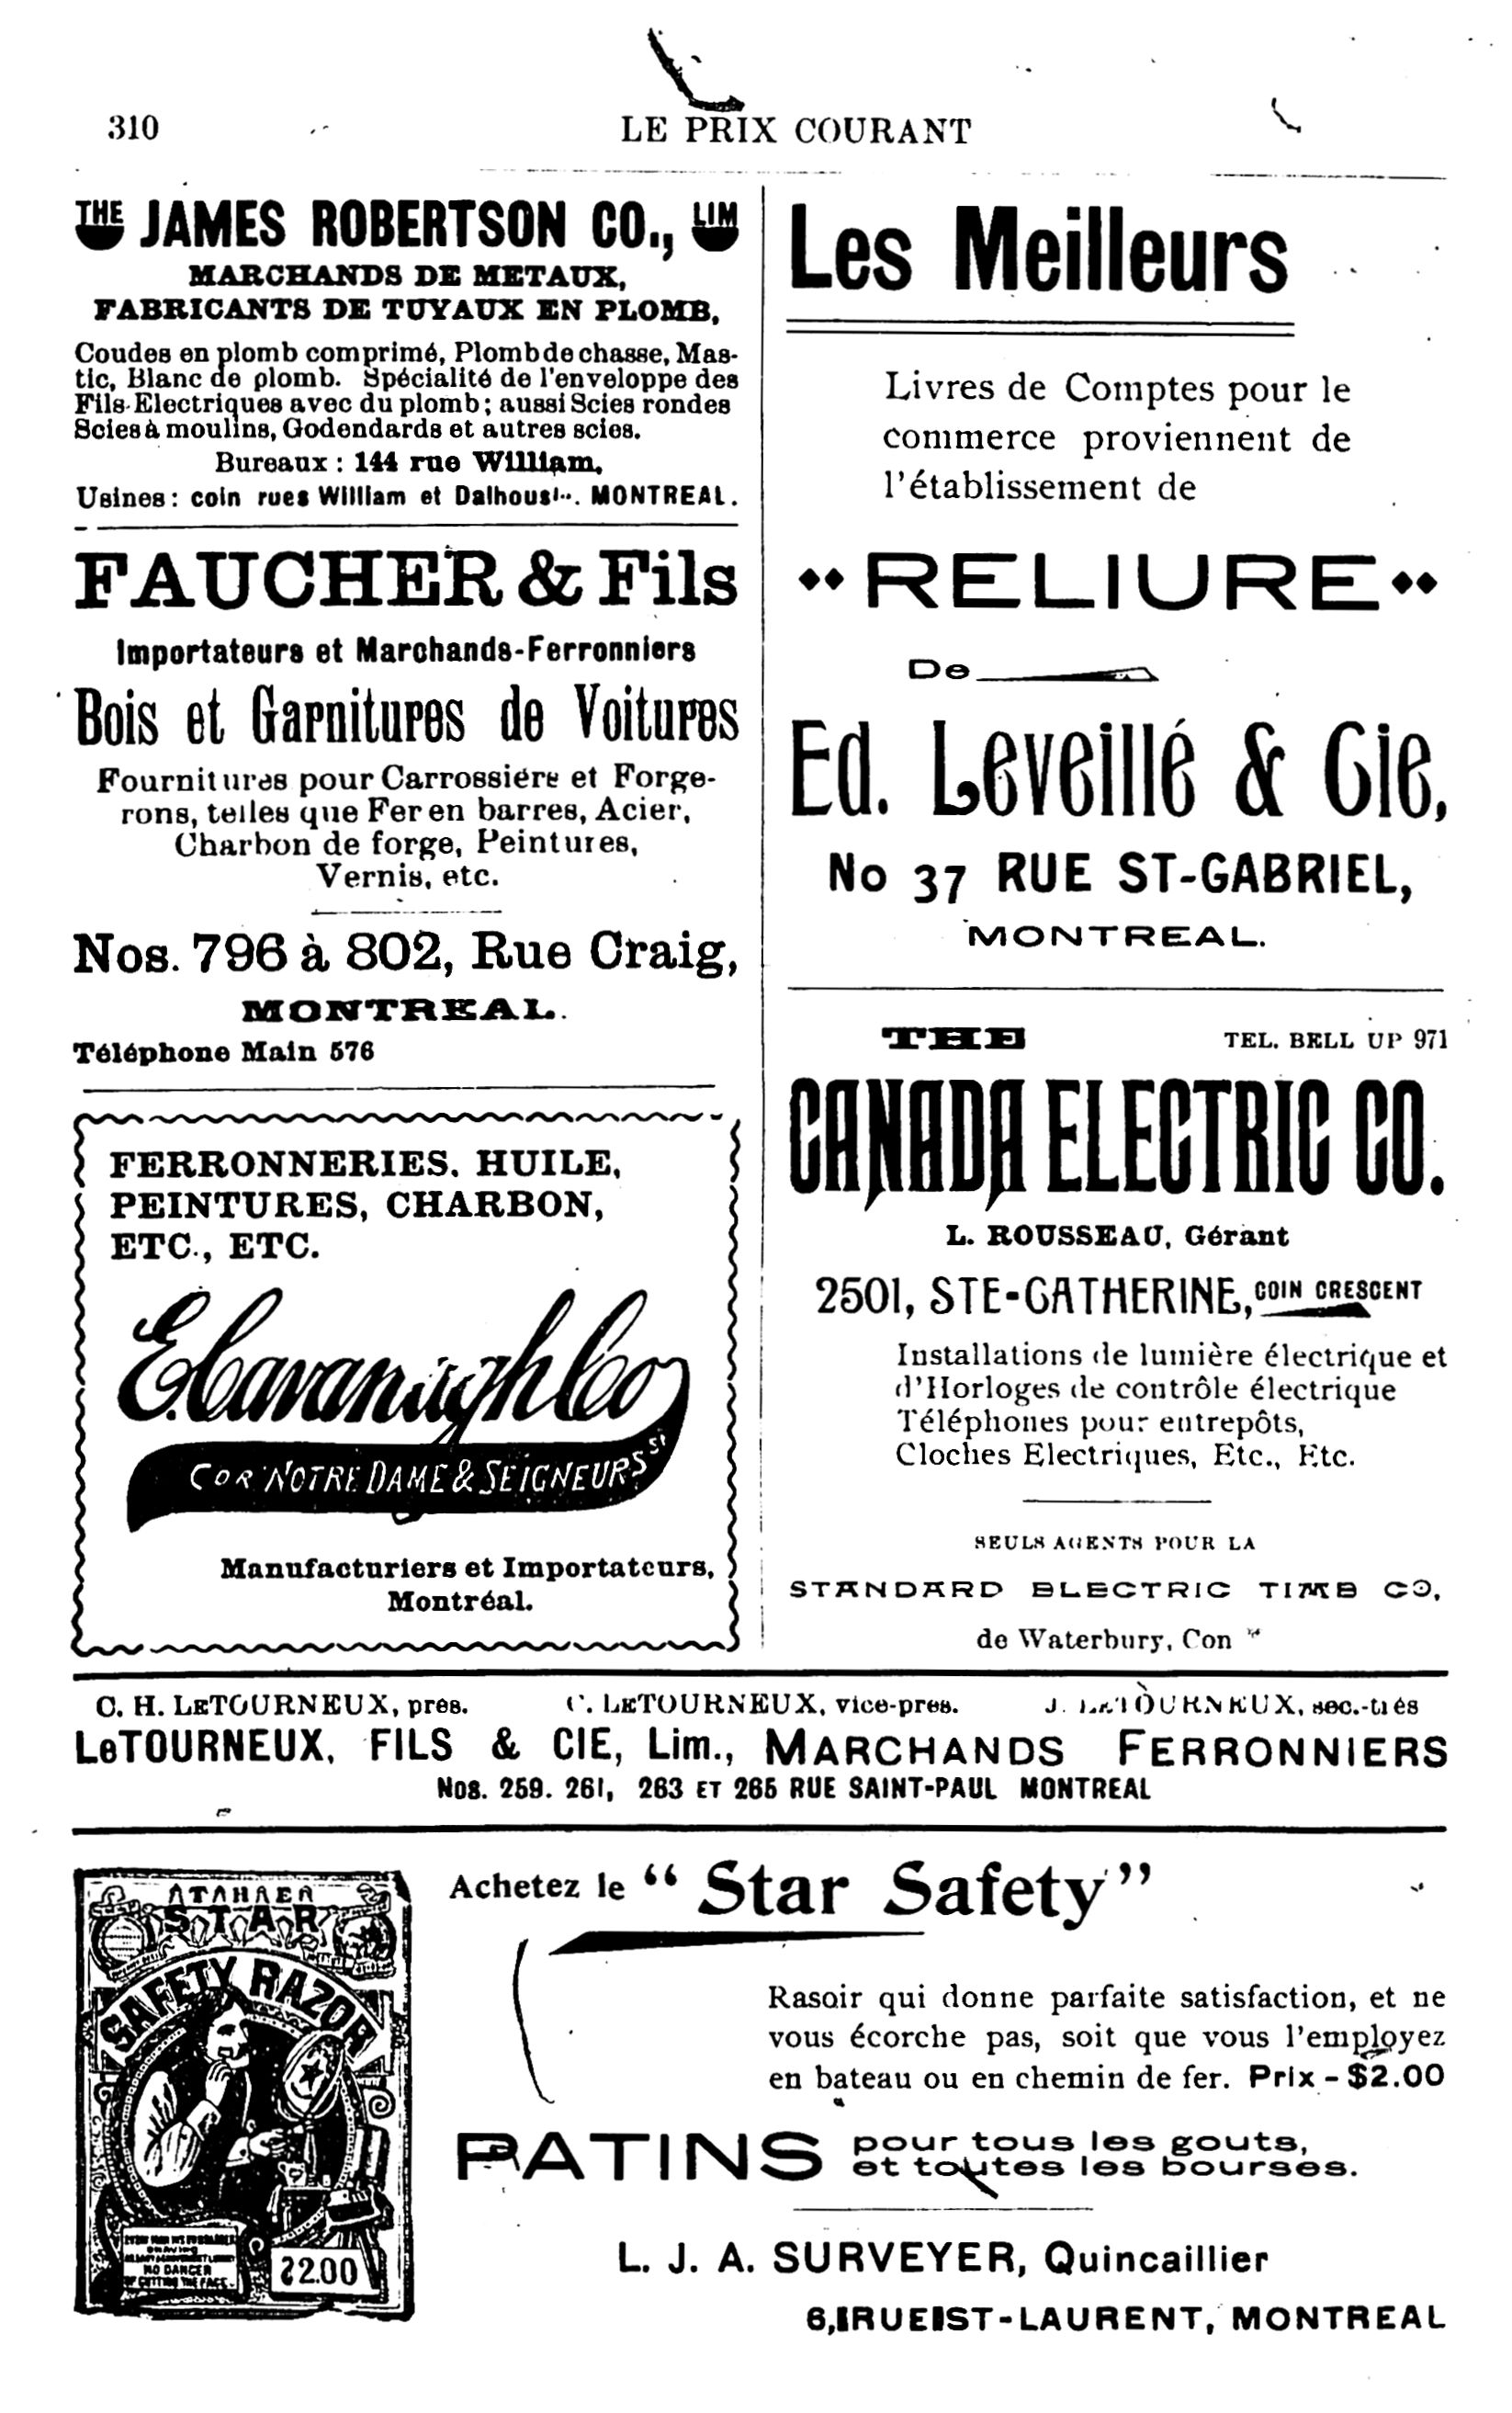 310
LE PRIX COURANT
THE JAMES ROBERTSON CO., LIM
MARCHANDS DE METAUX,
FABRICANTS DE TUYAUX EN PLOMB,
Coudes en plomb comprimé, Plomb de chasse, Mas-
tic, Blanc de plomb. Spécialité de l'enveloppe des
Fils-Electriques avec du plomb; aussi Scies rondes
Scies à moulins, Godendards et autres scies.
Bureaux : 144 rue William,
Usines: coin rues William et Dalhousie. MONTREAL.
FAUCHER & Fils
Importateurs et Marchands-Ferronniers
Bois et Garnitures de Voitures
Fournitures pour Carrossiére et Forge-
rons, telles que Fer en barres, Acier,
Charbon de forge, Peintures,
Vernis, etc.
Nos. 796 à 802, Rue Craig,
MONTREAL.
Téléphone Main 576
FERRONNERIES. HUILE,
PEINTURES, CHARBON,
ETC., ETC.
E. Cavanaugh Co
COR NOTRE DAME & SEIGNEURS ST
Manufacturiers et Importateurs,
Montréal.
Les Meilleurs
Livres de Comptes pour le
commerce proviennent de
l'établissement de
RELIURE
De
Ed. Leveillé & Cie,
No 37 RUE ST-GABRIEL,
MONTREAL.
THE TEL. BELL UP 971
CANADA ELECTRIC CO.
L. ROUSSEAU, Gérant
2501, STE-CATHERINE, COIN CRESCENT
Installations de lumière électrique et
d'Horloges de contrôle électrique
Téléphones pour entrepôts,
Cloches Electriques, Etc., Etc.
SEULS AGENTS POUR LA
STANDARD ELECTRIC TIME CO,
de Waterbury, Con
C. H. LETOURNEUX, pres. C. LETOURNEUX, vice-pres. J. LETOURNEUX, sec.-trés
LeTOURNEUX, FILS & CIE, Lim., MARCHANDS FERRONNIERS
Nos. 259. 261, 263 ET 265 RUE SAINT-PAUL MONTREAL
STAR
SAFETY RAZOR
NO DANGER
OF CUTTING THE FACE.
$2.00
Achetez le “ Star Safety ”
Rasoir qui donne parfaite satisfaction, et ne
vous écorche pas, soit que vous l'employez
en bateau ou en chemin de fer. Prix - $2.00
PATINS pour tous les gouts,
et toutes les bourses.
L. J. A. SURVEYER, Quincaillier
6, RUE ST-LAURENT, MONTREAL